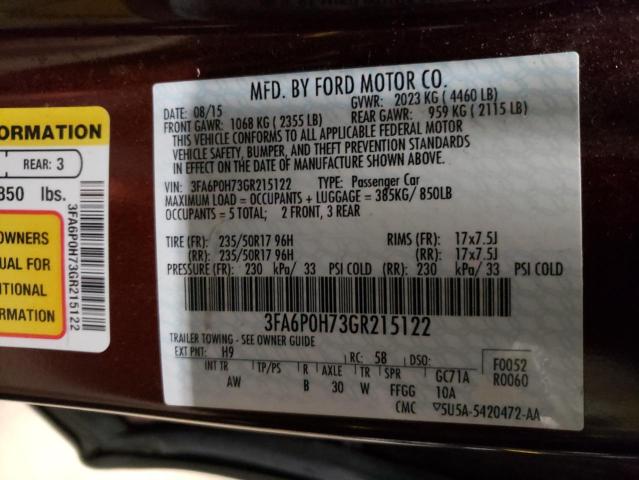 MFG. BY FORD MOTOR CO.
DATE: 08/15 GVWR: 2023 KG ( 4460 LB)
FRONT GAWR: 1068 KG ( 2355 LB) REAR GAWR: 959 KG ( 2115 LB)
THIS VEHICLE CONFORMS TO ALL APPLICABLE FEDERAL MOTOR
VEHICLE SAFETY, BUMPER, AND THEFT PREVENTION STANDARDS
IN EFFECT ON THE DATE OF MANUFACTURE SHOWN ABOVE.
VIN: 3FA6P0H73GR215122 TYPE: Passenger Car
MAXIMUM LOAD = OCCUPANTS + LUGGAGE = 385KG/ 850LB
OCCUPANTS = 5 TOTAL; 2 FRONT, 3 REAR
TIRE (FR): 235/50R17 96H RIMS (FR): 17x7.5J
(RR): 235/50R17 96H (RR): 17x7.5J
PRESSURE (FR): 230 kPa/ 33 PSI COLD (RR): 230 kPa/ 33 PSI COLD
3FA6P0H73GR215122
TRAILER TOWING - SEE OWNER GUIDE
EXT PNT: H9 RC: 58 DSO: F0052
INT TR TP/PS R AXLE TR SPR GC71A R0060
AW B 30 W FFGG 10A
CMC ▽5U5A-5420472-AA
FORMATION
REAR: 3
850 lbs.
OWNERS
UAL FOR
ITIONAL
ORMATION
3FA6P0H73GR215122